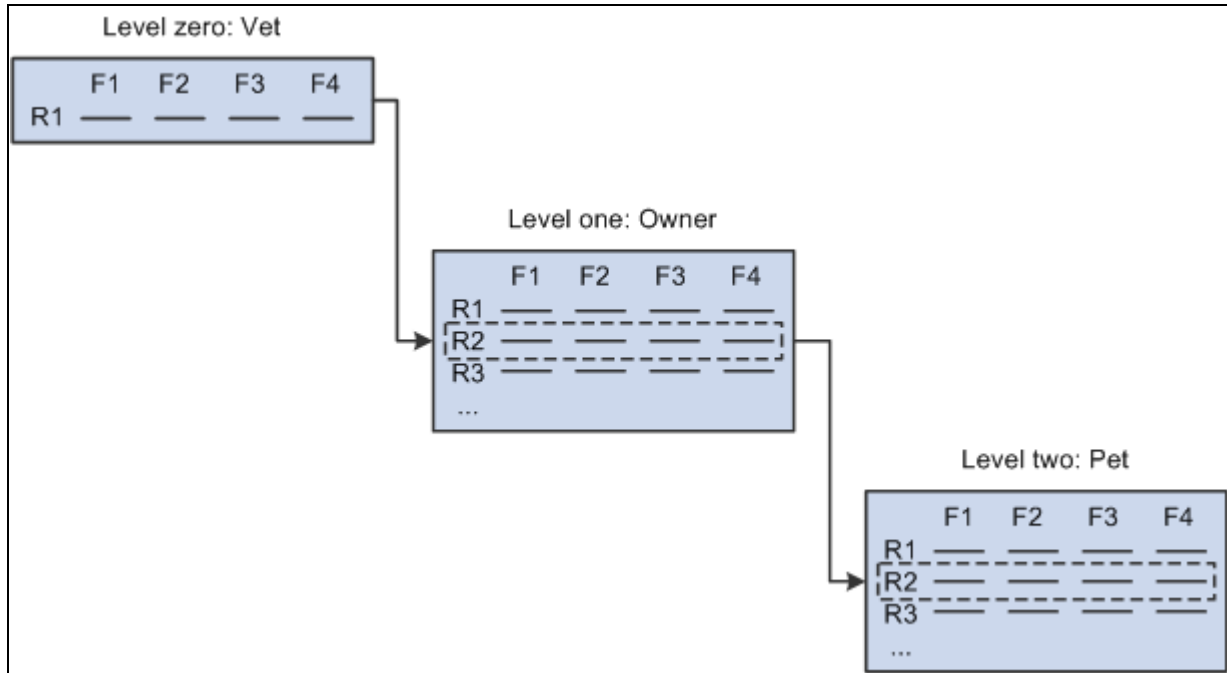 Level zero: Vet
F1 F2 F3 F4
R1
Level one: Owner
F1 F2 F3 F4
R1
R2
R3
...
Level two: Pet
F1 F2 F3 F4
R1
R2
R3
...